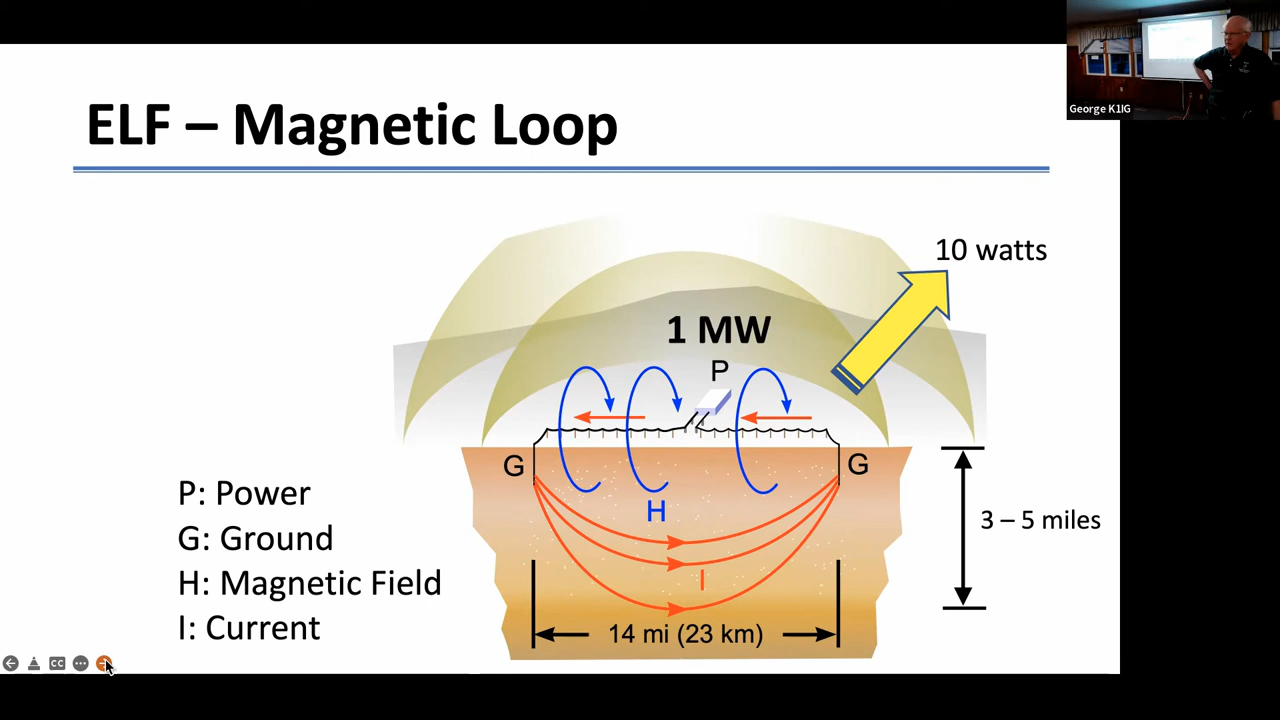 George K1IG
ELF – Magnetic Loop
10 watts
1 MW
P
G
G
H
I
3 – 5 miles
14 mi (23 km)
P: Power
G: Ground
H: Magnetic Field
I: Current
CC